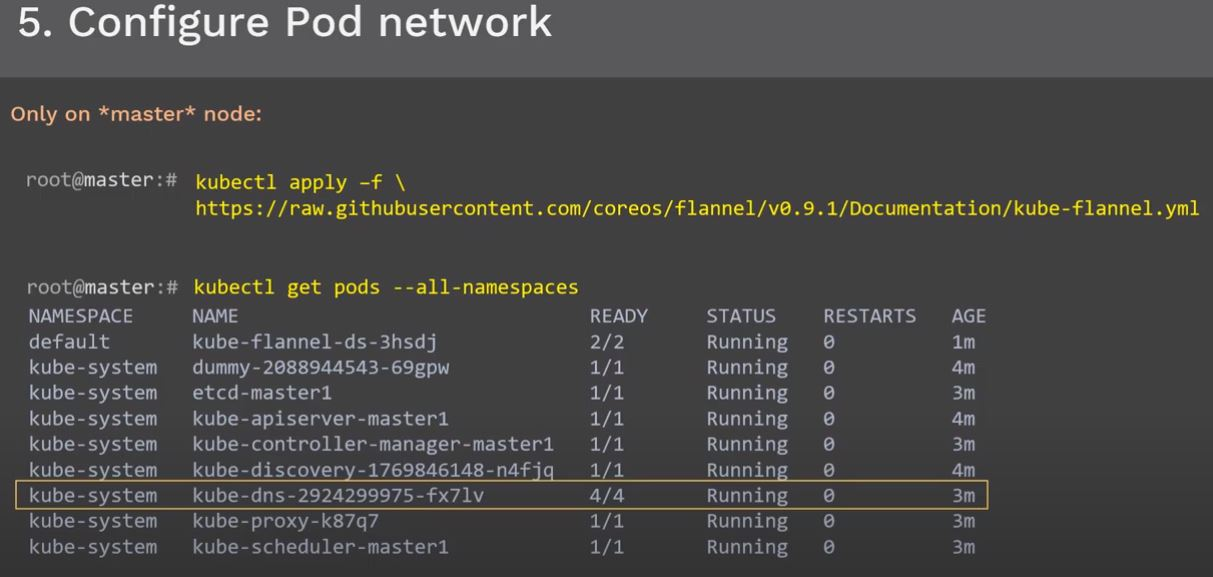 5. Configure Pod network
Only on *master* node:
root@master:# kubectl apply –f \
https://raw.githubusercontent.com/coreos/flannel/v0.9.1/Documentation/kube-flannel.yml
root@master:# kubectl get pods --all-namespaces
NAMESPACE NAME READY STATUS RESTARTS AGE
default kube-flannel-ds-3hsdj 2/2 Running 0 1m
kube-system dummy-2088944543-69gpw 1/1 Running 0 4m
kube-system etcd-master1 1/1 Running 0 3m
kube-system kube-apiserver-master1 1/1 Running 0 4m
kube-system kube-controller-manager-master1 1/1 Running 0 3m
kube-system kube-discovery-1769846148-n4fjq 1/1 Running 0 4m
kube-system kube-dns-2924299975-fx7lv 4/4 Running 0 3m
kube-system kube-proxy-k87q7 1/1 Running 0 3m
kube-system kube-scheduler-master1 1/1 Running 0 3m